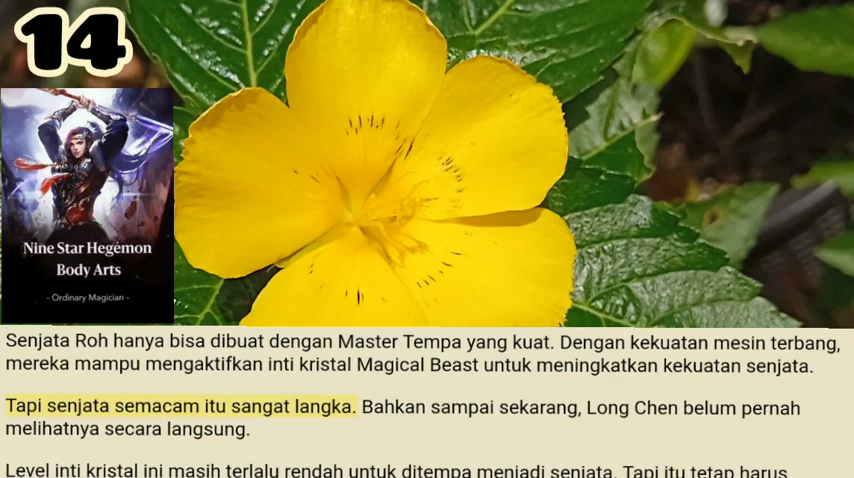 14
Nine Star Hegemon
Body Arts
- Ordinary Magician -
Senjata Roh hanya bisa dibuat dengan Master Tempa yang kuat. Dengan kekuatan mesin terbang,
mereka mampu mengaktifkan inti kristal Magical Beast untuk meningkatkan kekuatan senjata.
Tapi senjata semacam itu sangat langka. Bahkan sampai sekarang, Long Chen belum pernah
melihatnya secara langsung.
Level inti kristal ini masih terlalu rendah untuk ditempa menjadi senjata. Tapi itu tetap harus